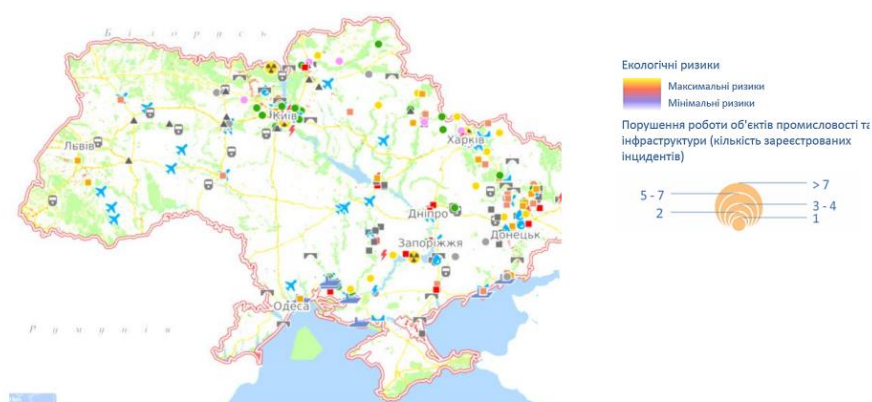 Білорусь
Київ
Львів
Харків
Дніпро
Донецьк
Запоріжжя
Одеса
Румунія
Екологічні ризики
Максимальні ризики
Мінімальні ризики
Порушення роботи об'єктів промисловості та
інфраструктури (кількість зареєстрованих
інцидентів)
5 - 7
> 7
2
3 - 4
1